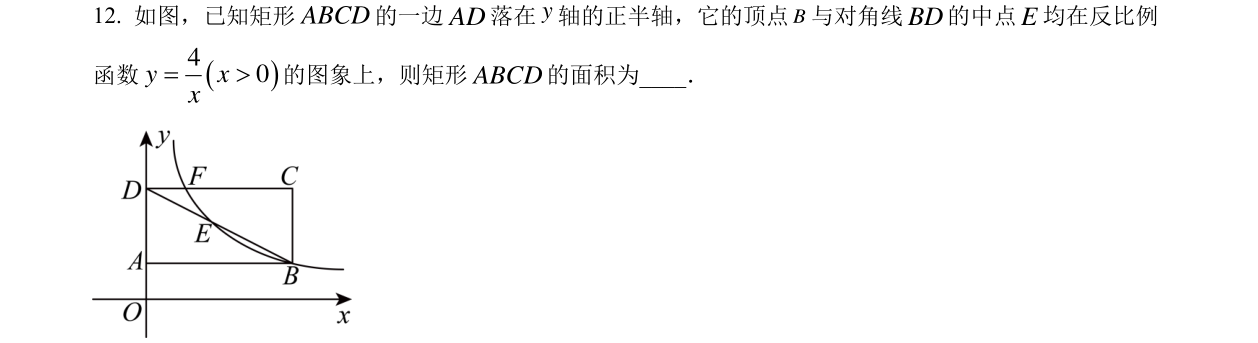 12. 如图，已知矩形 ABCD 的一边 AD 落在 y 轴的正半轴，它的顶点 B 与对角线 BD 的中点 E 均在反比例
函数 y = 4/x (x > 0) 的图象上，则矩形 ABCD 的面积为____.
y
F
C
D
E
A
B
O
x